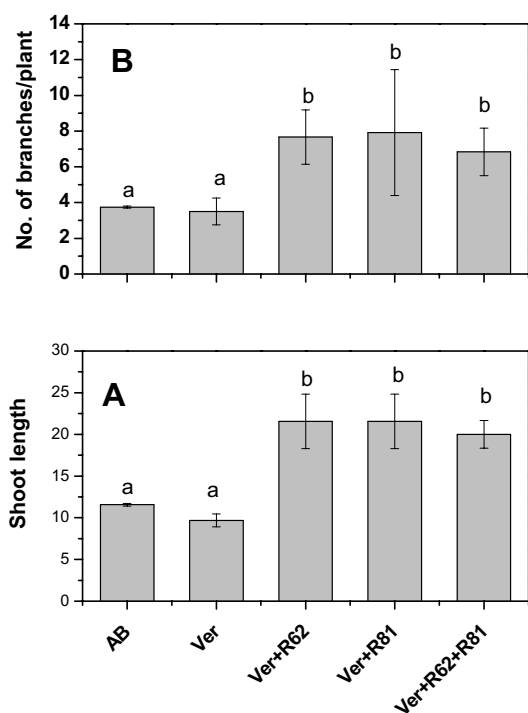 14
12
10
8
6
4
2
0
No. of branches/plant
B
a
a
b
b
b
30
25
20
15
10
5
0
Shoot length
A
a
a
b
b
b
AB
Ver
Ver+R62
Ver+R81
Ver+R62+R81